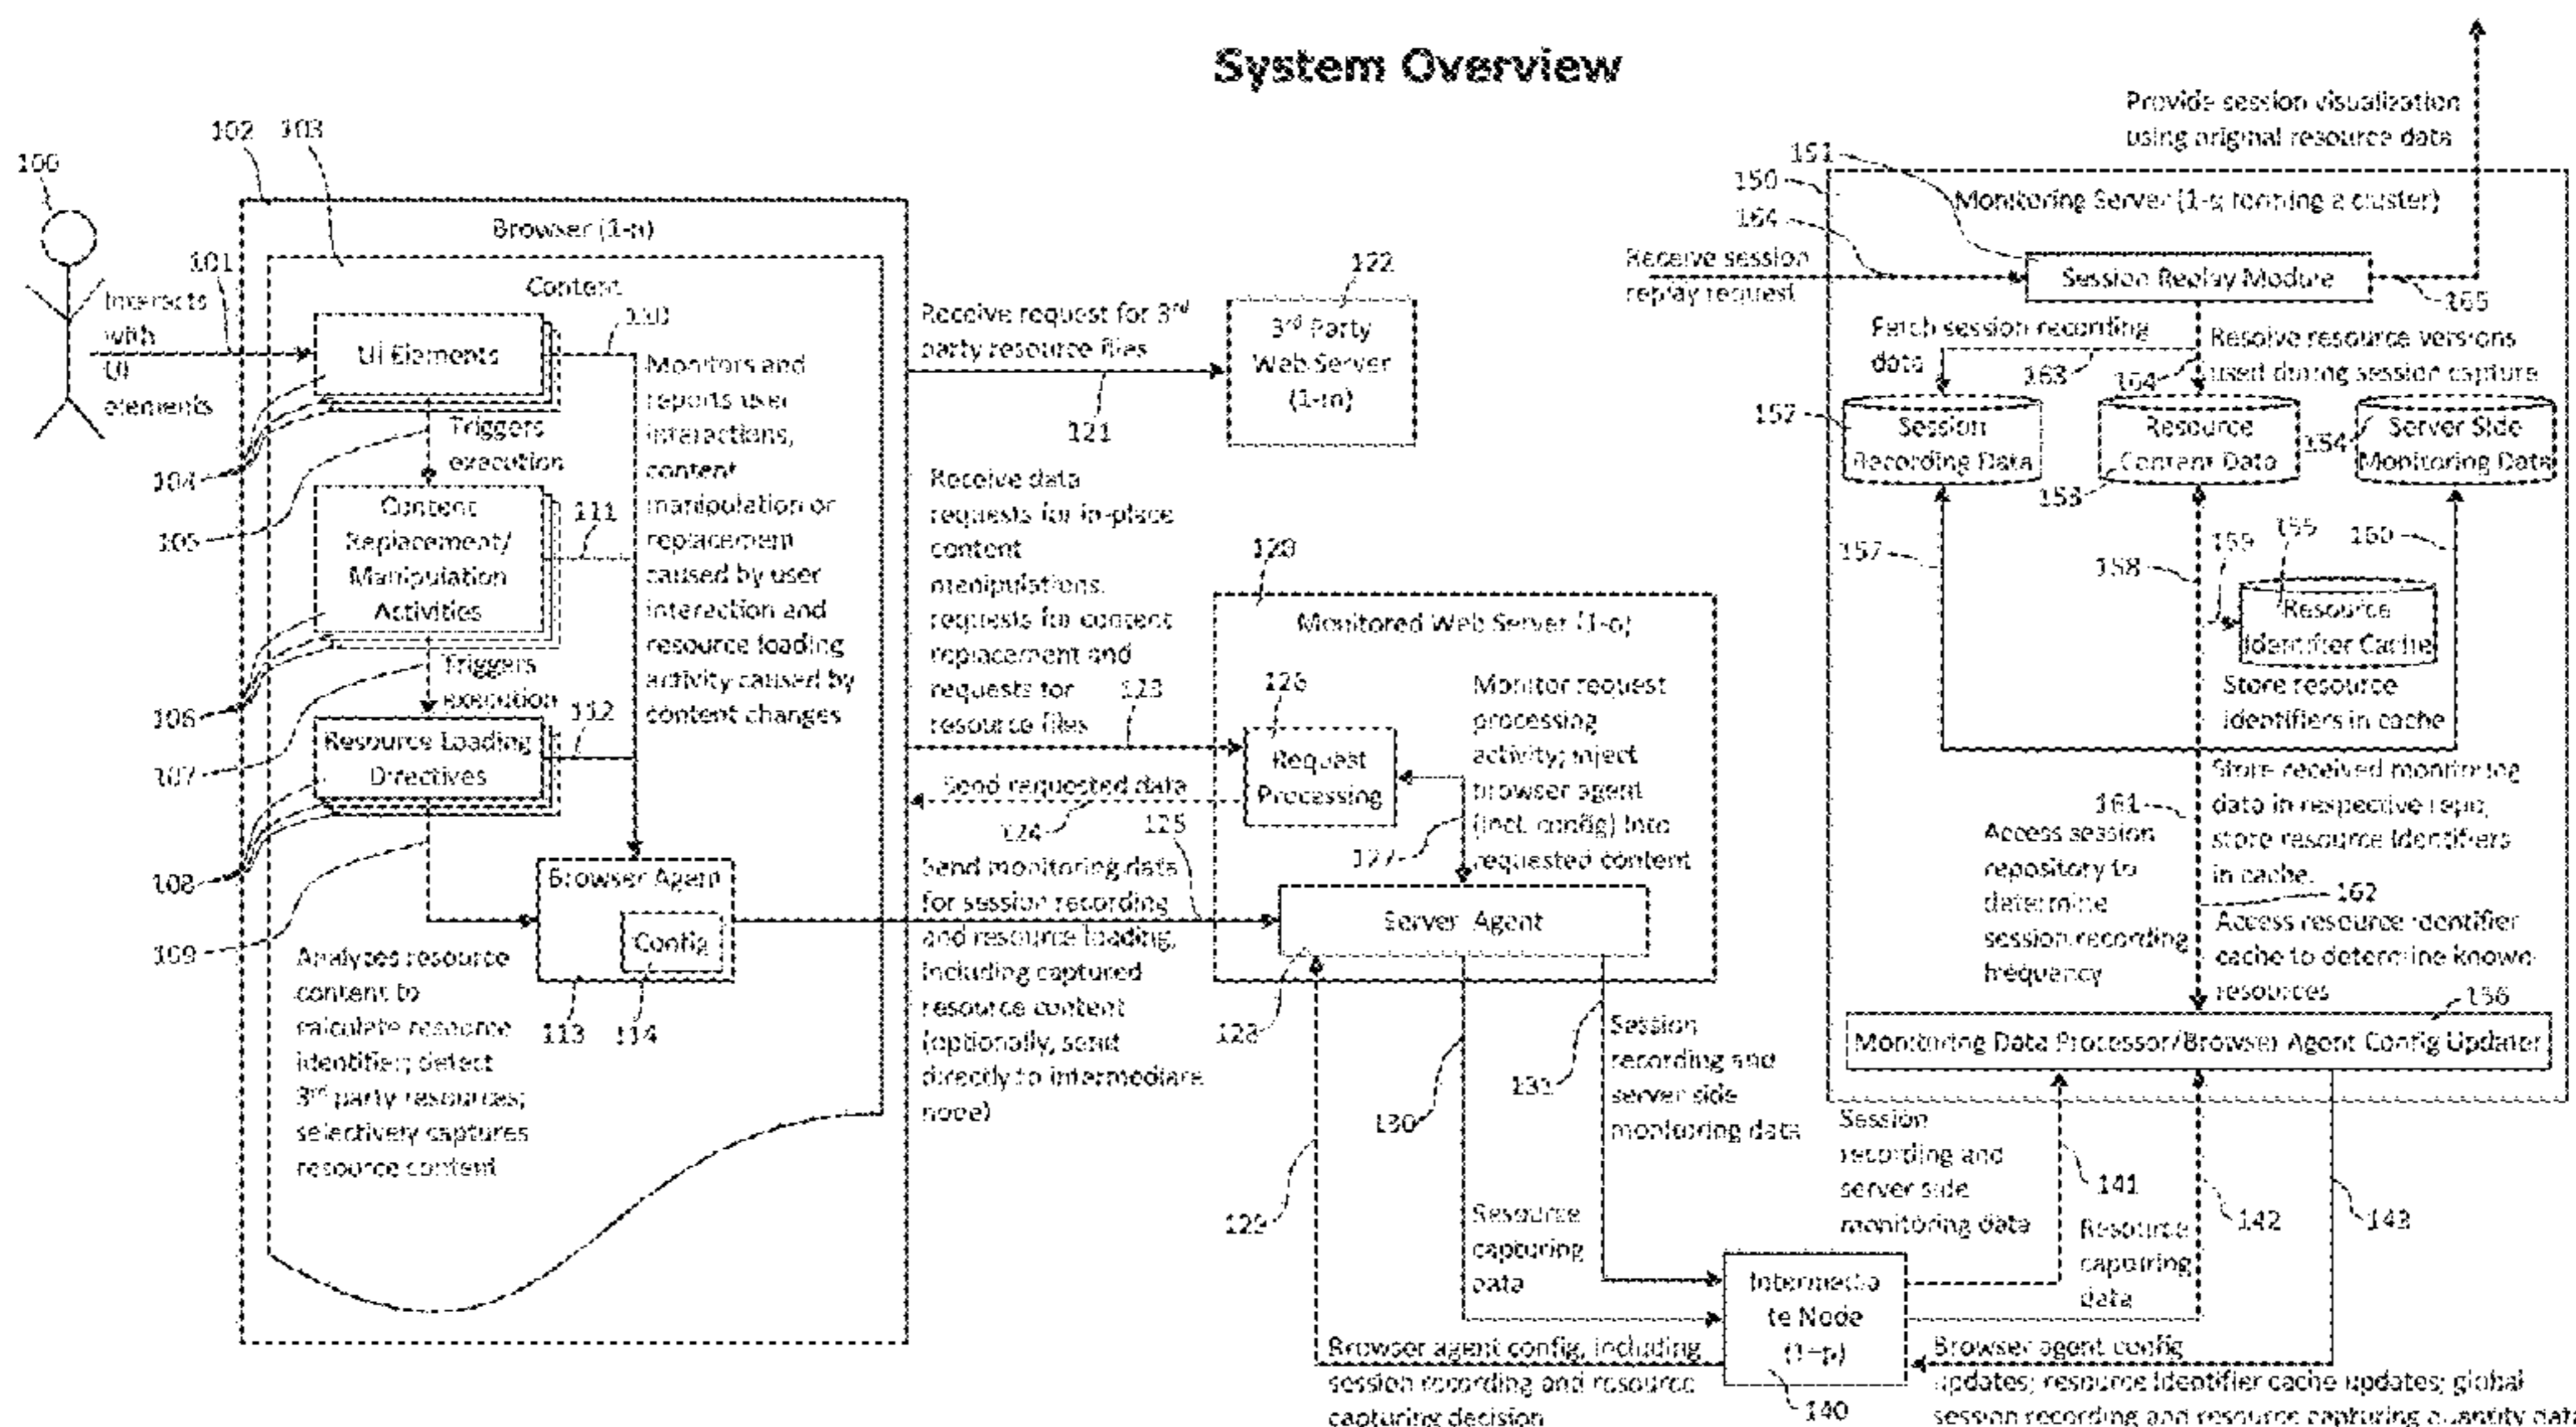 System Overview
Provide session visualization
using original resource data
100
102
103
101
Interacts
with
UI
elements
Browser (1-n)
Content
UI Elements
110
Monitors and
reports user
interactions,
content
manipulation or
replacement
caused by user
interaction and
resource loading
activity caused by
content changes
104
Triggers
execution
105
Content
Replacement/
Manipulation
Activities
111
106
Triggers
execution
107
Resource Loading
Directives
112
108
109
Browser Agent
Config
113
114
Analyzes resource
content to
calculate resource
identifier; detect
3rd party resources;
selectively captures
resource content
Receive request for 3rd
party resource files
121
122
3rd Party
Web Server
(1-m)
Receive data
requests for in-place
content
manipulations,
requests for content
replacement and
requests for
resource files
123
Send requested data
124
125
Send monitoring data
for session recording
and resource loading,
including captured
resource content
(optionally, send
directly to intermediate
node)
120
Monitored Web Server (1-o)
126
Request
Processing
Monitor request
processing
activity; inject
browser agent
(incl. config) into
requested content
127
Server Agent
128
129
130
131
Session
recording and
server side
monitoring data
Resource
capturing
data
Browser agent config, including
session recording and resource
capturing decision
Intermedia
te Node
(1-p)
140
151
150
164
Receive session
replay request
Monitoring Server (1-q forming a cluster)
Session Replay Module
165
Fetch session recording
data
163
164
Resolve resource versions
used during session capture
152
Session
Recording Data
Resource
Content Data
153
154
Server Side
Monitoring Data
157
158
159
155
160
Resource
Identifier Cache
Store resource
identifiers in cache
Store received monitoring
data in respective repo,
store resource identifiers
in cache.
161
Access session
repository to
determine
session recording
frequency
162
Access resource identifier
cache to determine known
resources
156
Monitoring Data Processor/Browser Agent Config Updater
Session
recording and
server side
monitoring data
141
Resource
capturing
data
142
143
Browser agent config
updates; resource identifier cache updates; global
session recording and resource capturing quantity data